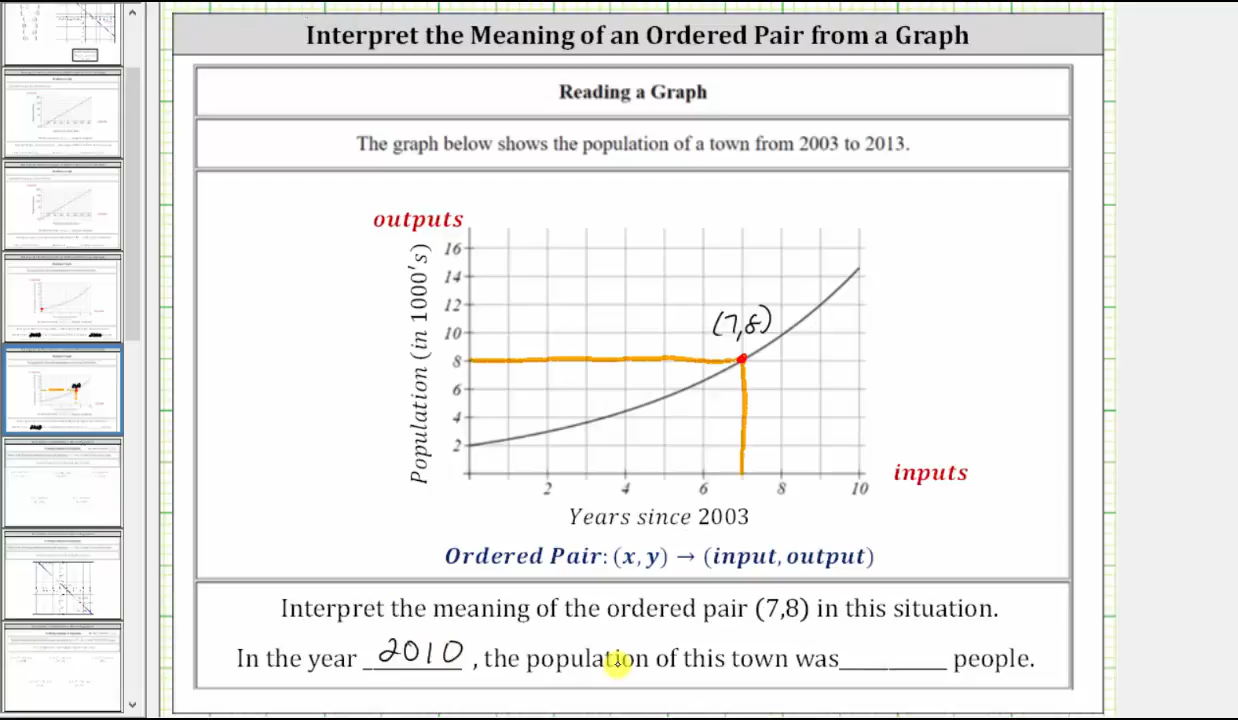 Interpret the Meaning of an Ordered Pair from a Graph
Reading a Graph
The graph below shows the population of a town from 2003 to 2013.
outputs
Population (in 1000's)
16
14
12
10
8
6
4
2
(7,8)
2 4 6 8 10
inputs
Years since 2003
Ordered Pair: (x, y) → (input, output)
Interpret the meaning of the ordered pair (7,8) in this situation.
In the year 2010 , the population of this town was________ people.